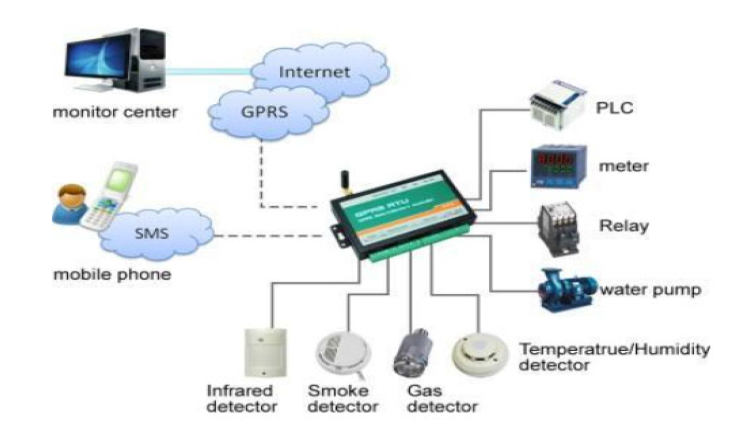 Internet
monitor center
GPRS
PLC
meter
GPRS RTU
SMS
Relay
mobile phone
water pump
Infrared
detector
Smoke
detector
Gas
detector
Temperatrue/Humidity
detector